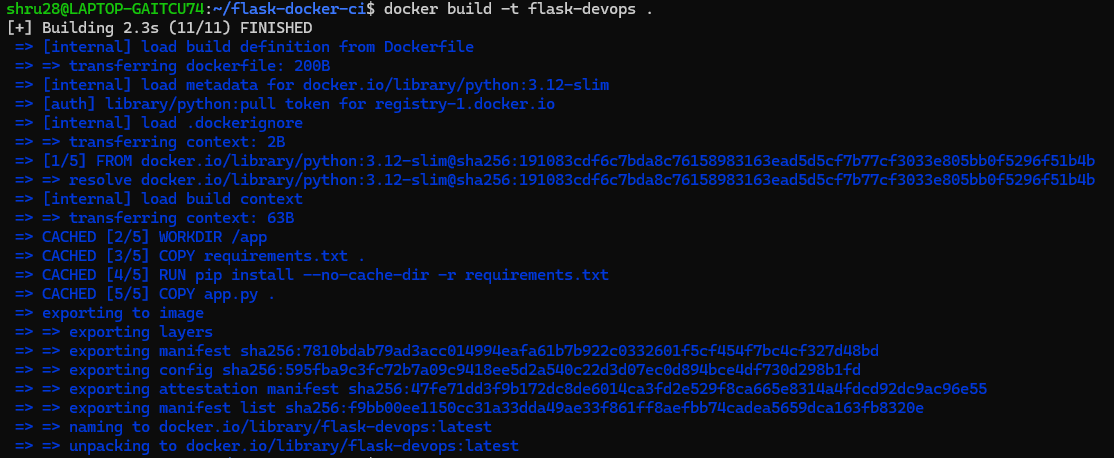 shru28@LAPTOP-GAITCU74:~/flask-docker-ci$ docker build -t flask-devops .
[+] Building 2.3s (11/11) FINISHED
=> [internal] load build definition from Dockerfile
=> => transferring dockerfile: 200B
=> [internal] load metadata for docker.io/library/python:3.12-slim
=> [auth] library/python:pull token for registry-1.docker.io
=> [internal] load .dockerignore
=> => transferring context: 2B
=> [1/5] FROM docker.io/library/python:3.12-slim@sha256:191083cdf6c7bda8c76158983163ead5d5cf7b77cf3033e805bb0f5296f51b4b
=> => resolve docker.io/library/python:3.12-slim@sha256:191083cdf6c7bda8c76158983163ead5d5cf7b77cf3033e805bb0f5296f51b4b
=> [internal] load build context
=> => transferring context: 63B
=> CACHED [2/5] WORKDIR /app
=> CACHED [3/5] COPY requirements.txt .
=> CACHED [4/5] RUN pip install --no-cache-dir -r requirements.txt
=> CACHED [5/5] COPY app.py .
=> exporting to image
=> => exporting layers
=> => exporting manifest sha256:7810bdab79ad3acc014994eafa61b7b922c0332601f5cf454f7bc4cf327d48bd
=> => exporting config sha256:595fba9c3fc72b7a09c9418ee5d2a540c22d3d07ec0d894bce4df730d298b1fd
=> => exporting attestation manifest sha256:47fe71dd3f9b172dc8de6014ca3fd2e529f8ca665e8314a4fdcd92dc9ac96e55
=> => exporting manifest list sha256:f9bb00ee1150cc31a33dda49ae33f861ff8aefbb74cadea5659dca163fb8320e
=> => naming to docker.io/library/flask-devops:latest
=> => unpacking to docker.io/library/flask-devops:latest